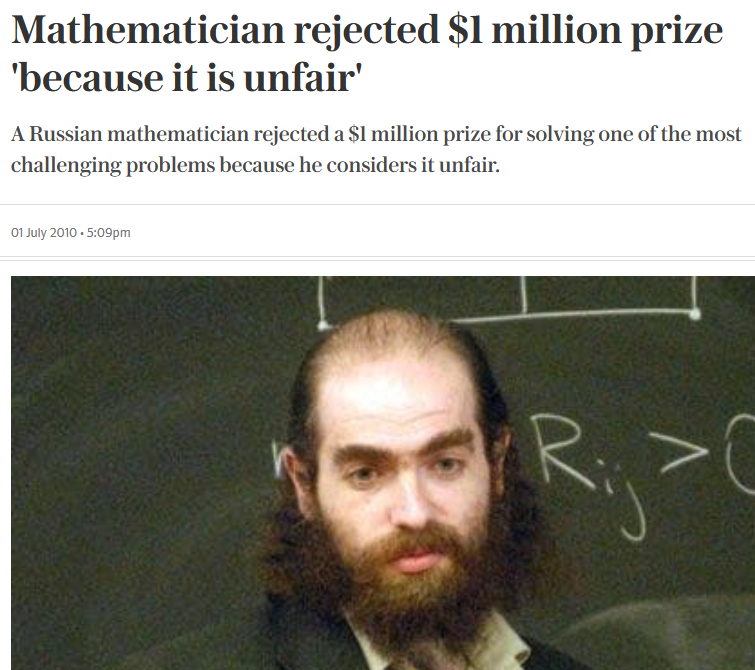 Mathematician rejected $1 million prize
'because it is unfair'
A Russian mathematician rejected a $1 million prize for solving one of the most
challenging problems because he considers it unfair.
01 July 2010 • 5:09pm
R_{ij} > 0